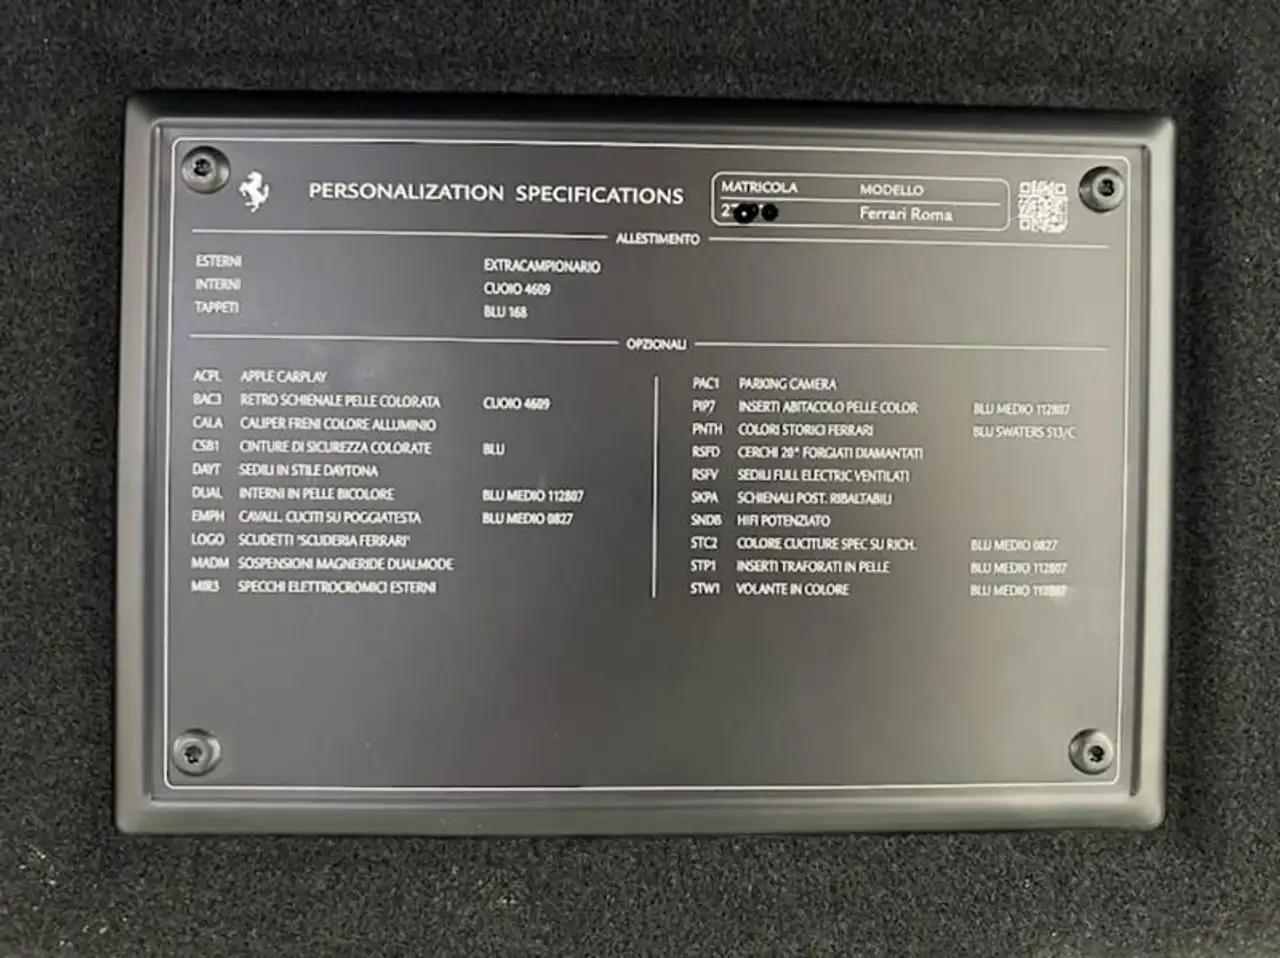 PERSONALIZATION SPECIFICATIONS
MATRICOLA MODELLO
Ferrari Roma
ALLESTIMENTO
ESTERNI EXTRACAMPIONARIO
INTERNI CUOIO 4609
TAPPETI BLU 168
OPZIONALI
ACPL APPLE CARPLAY
BAC3 RETRO SCHIENALE PELLE COLORATA CUOIO 4609
CALA CALIPER FRENI COLORE ALLUMINIO
CSB1 CINTURE DI SICUREZZA COLORATE BLU
DAYT SEDILI IN STILE DAYTONA
DUAL INTERNI IN PELLE BICOLORE BLU MEDIO 112807
EMPH CAVALL. CUCITI SU POGGIATESTA BLU MEDIO 0827
LOGO SCUDETTI "SCUDERIA FERRARI"
MADM SOSPENSIONI MAGNERIDE DUALMODE
MIR3 SPECCHI ELETTROCROMICI ESTERNI
PAC1 PARKING CAMERA
PIP7 INSERTI ABITACOLO PELLE COLOR BLU MEDIO 112807
PNTH COLORI STORICI FERRARI BLU SWATERS 513/C
RSFD CERCHI 20" FORGIATI DIAMANTATI
RSFV SEDILI FULL ELECTRIC VENTILATI
SKPA SCHIENALI POST. RIBALTABILI
SNDB HIFI POTENZIATO
STC2 COLORE CUCITURE SPEC SU RICH. BLU MEDIO 0827
STP1 INSERTI TRAFORATI IN PELLE BLU MEDIO 112807
STW1 VOLANTE IN COLORE BLU MEDIO 112807